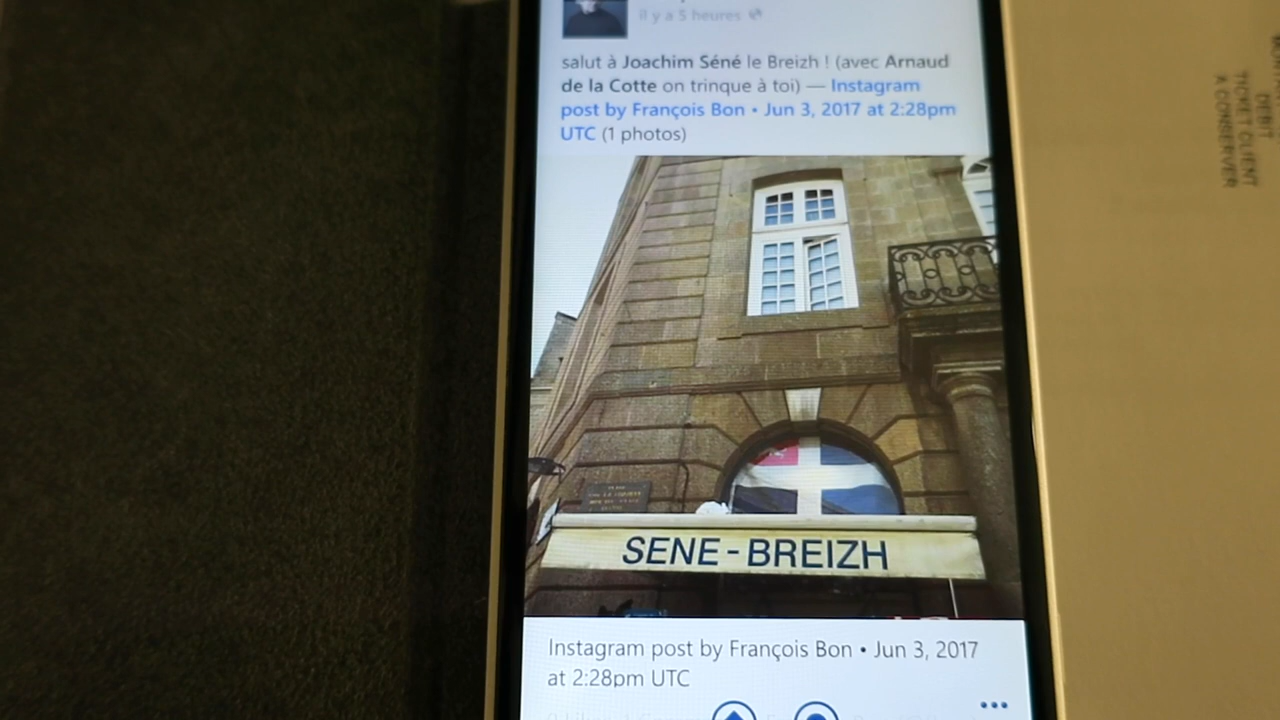 il y a 5 heures
salut à Joachim Séné le Breizh ! (avec Arnaud
de la Cotte on trinque à toi) — Instagram
post by François Bon • Jun 3, 2017 at 2:28pm
UTC (1 photos)
SENE - BREIZH
Instagram post by François Bon • Jun 3, 2017
at 2:28pm UTC
DEBIT
TICKET CLIENT
A CONSERVER